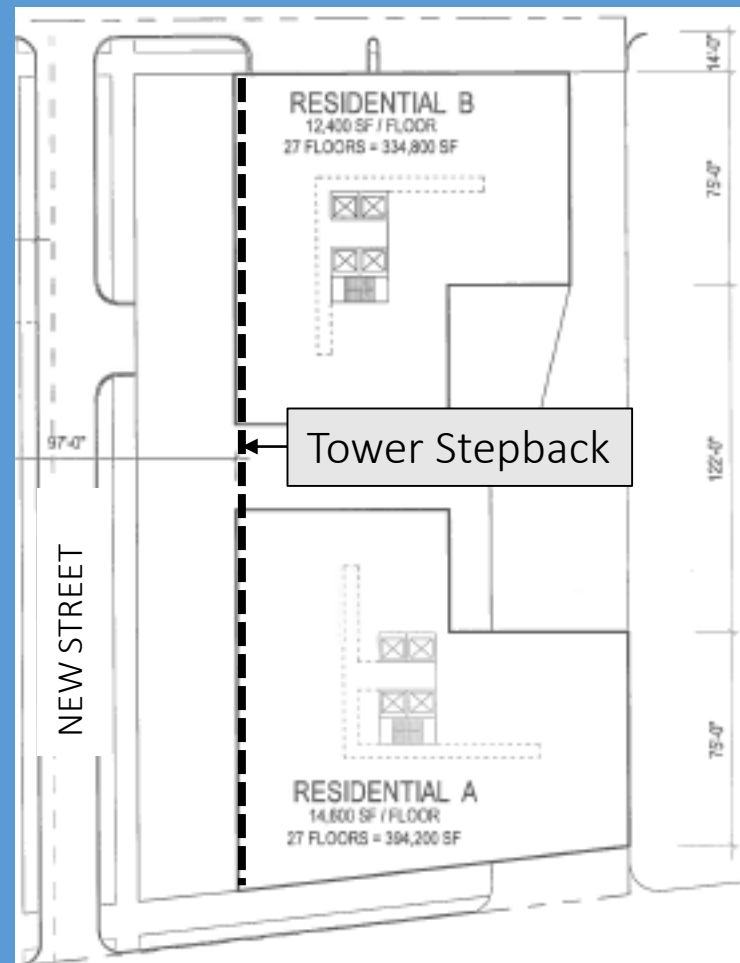 14'-0"
RESIDENTIAL B
12,400 SF / FLOOR
27 FLOORS = 334,800 SF
75'-0"
97'-0"
Tower Stepback
122'-0"
NEW STREET
75'-0"
RESIDENTIAL A
14,600 SF / FLOOR
27 FLOORS = 394,200 SF